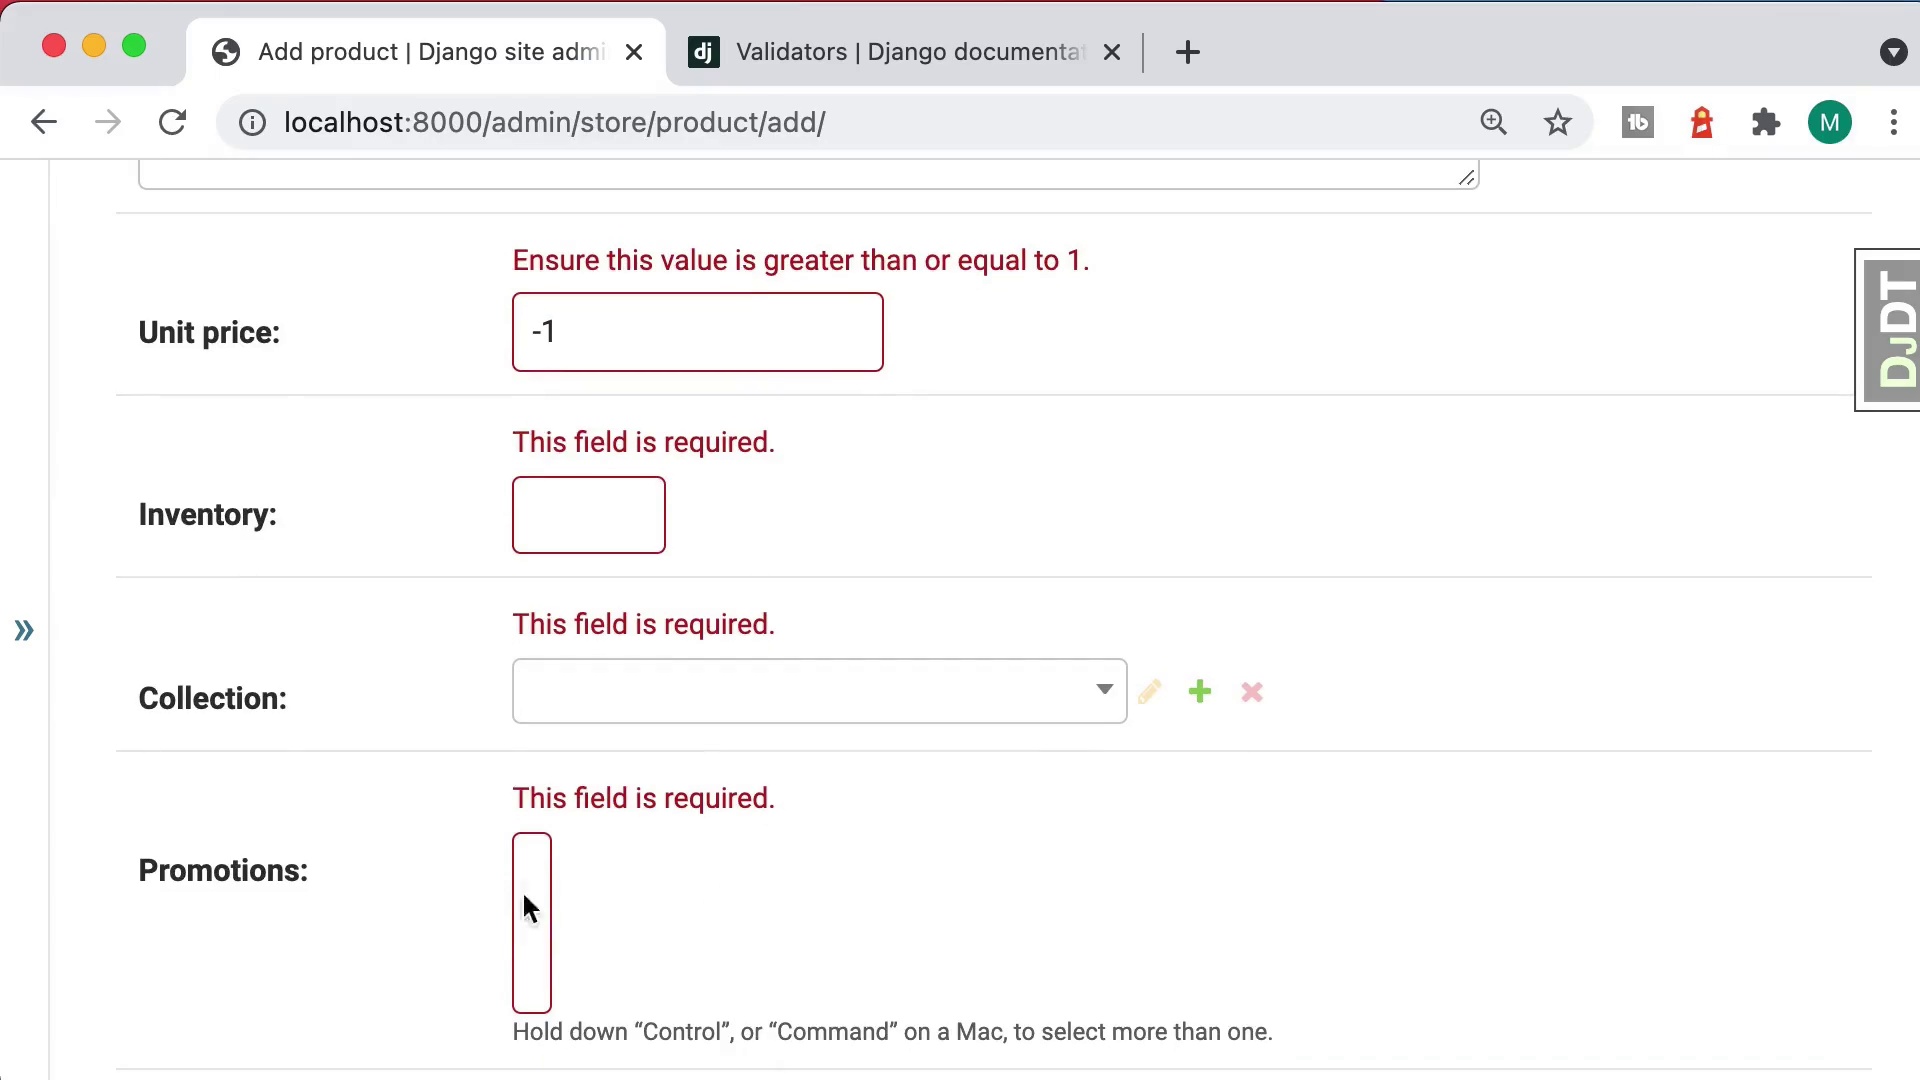 Add product | Django site admi
Validators | Django documentat
localhost:8000/admin/store/product/add/
M
Ensure this value is greater than or equal to 1.
Unit price:
-1
DJDT
This field is required.
Inventory:
This field is required.
Collection:
This field is required.
Promotions:
Hold down “Control”, or “Command” on a Mac, to select more than one.